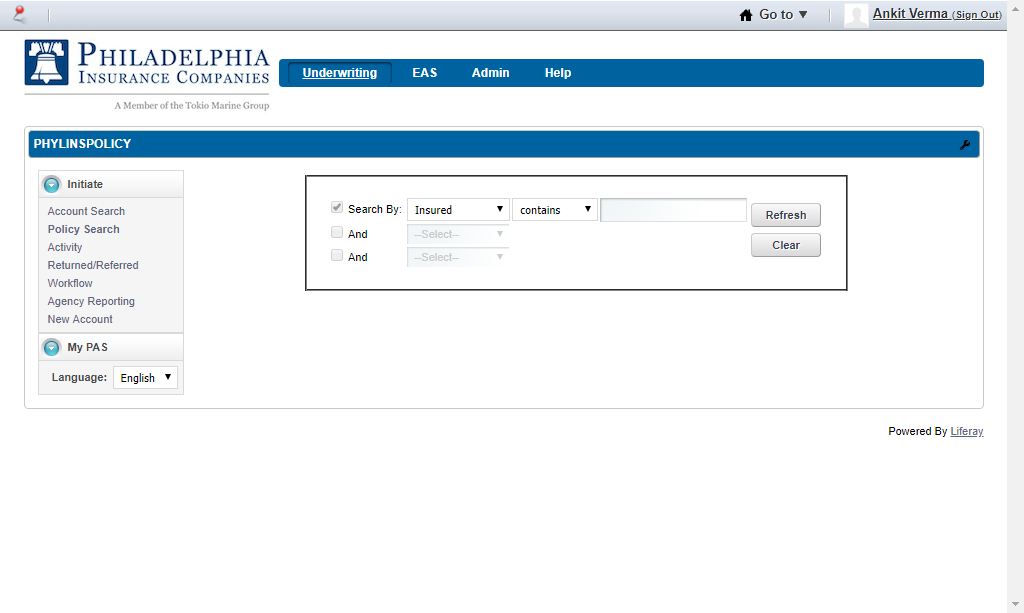 Go to ▼
Ankit Verma (Sign Out)
PHILADELPHIA
INSURANCE COMPANIES
A Member of the Tokio Marine Group
Underwriting EAS Admin Help
PHYLINSPOLICY
Initiate
Account Search
Policy Search
Activity
Returned/Referred
Workflow
Agency Reporting
New Account
My PAS
Language: English
Search By: Insured contains
Refresh
And --Select--
Clear
And --Select--
Powered By Liferay